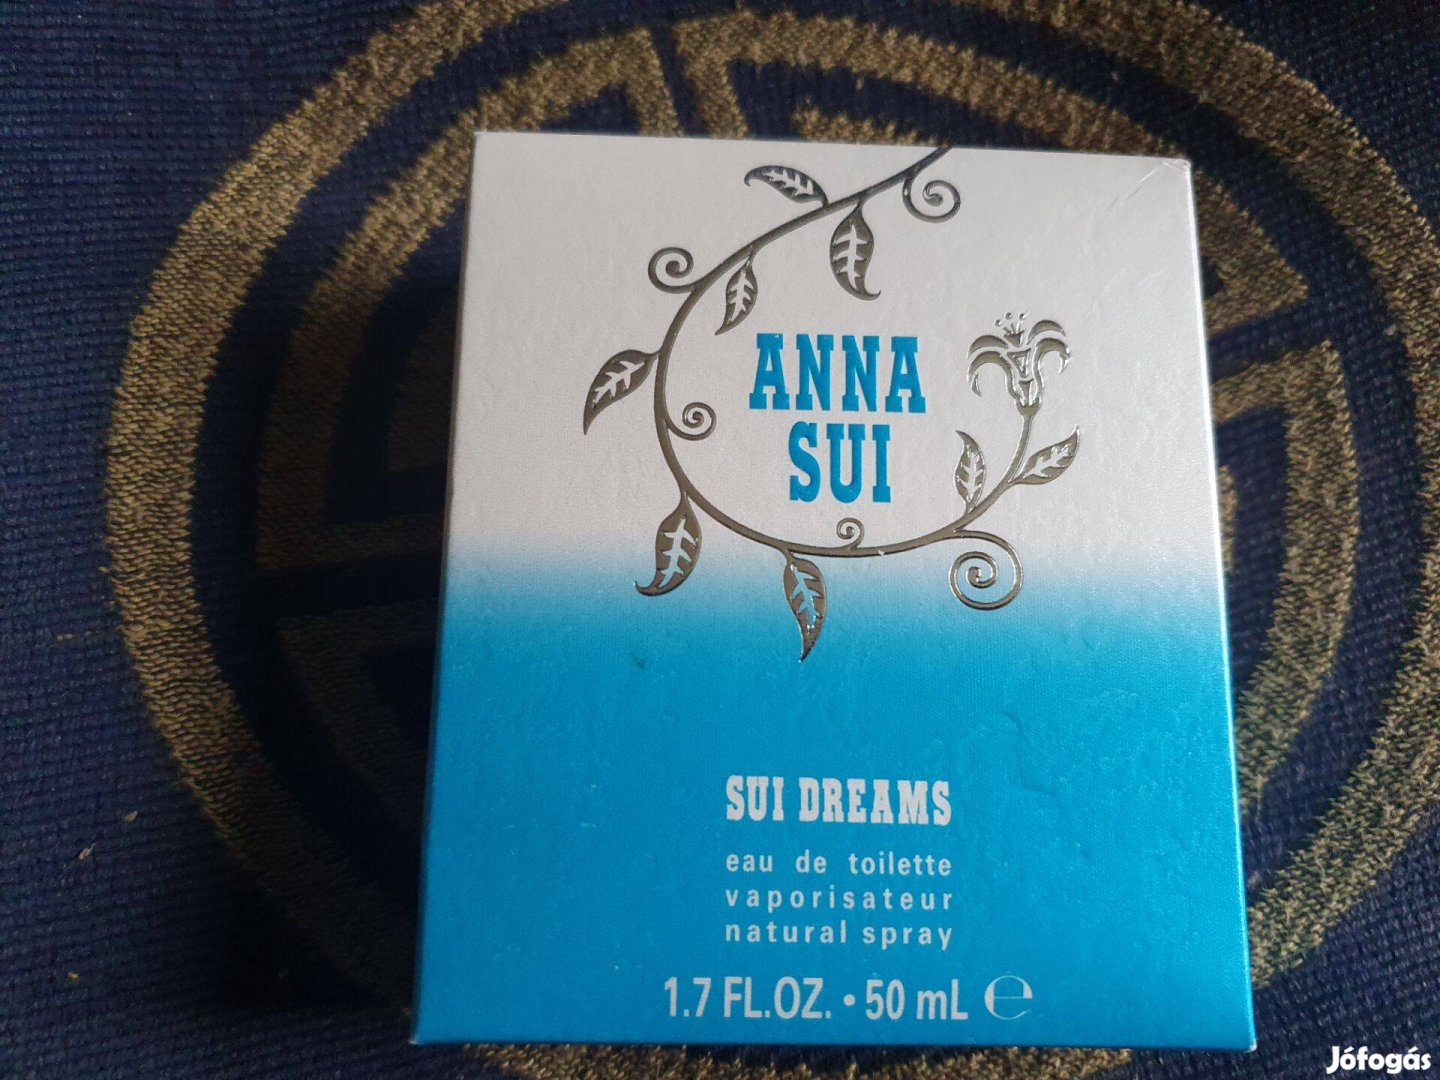 ANNA
SUI
SUI DREAMS
eau de toilette
vaporisateur
natural spray
1.7 FL.OZ. • 50 mL ℮
Jófogás